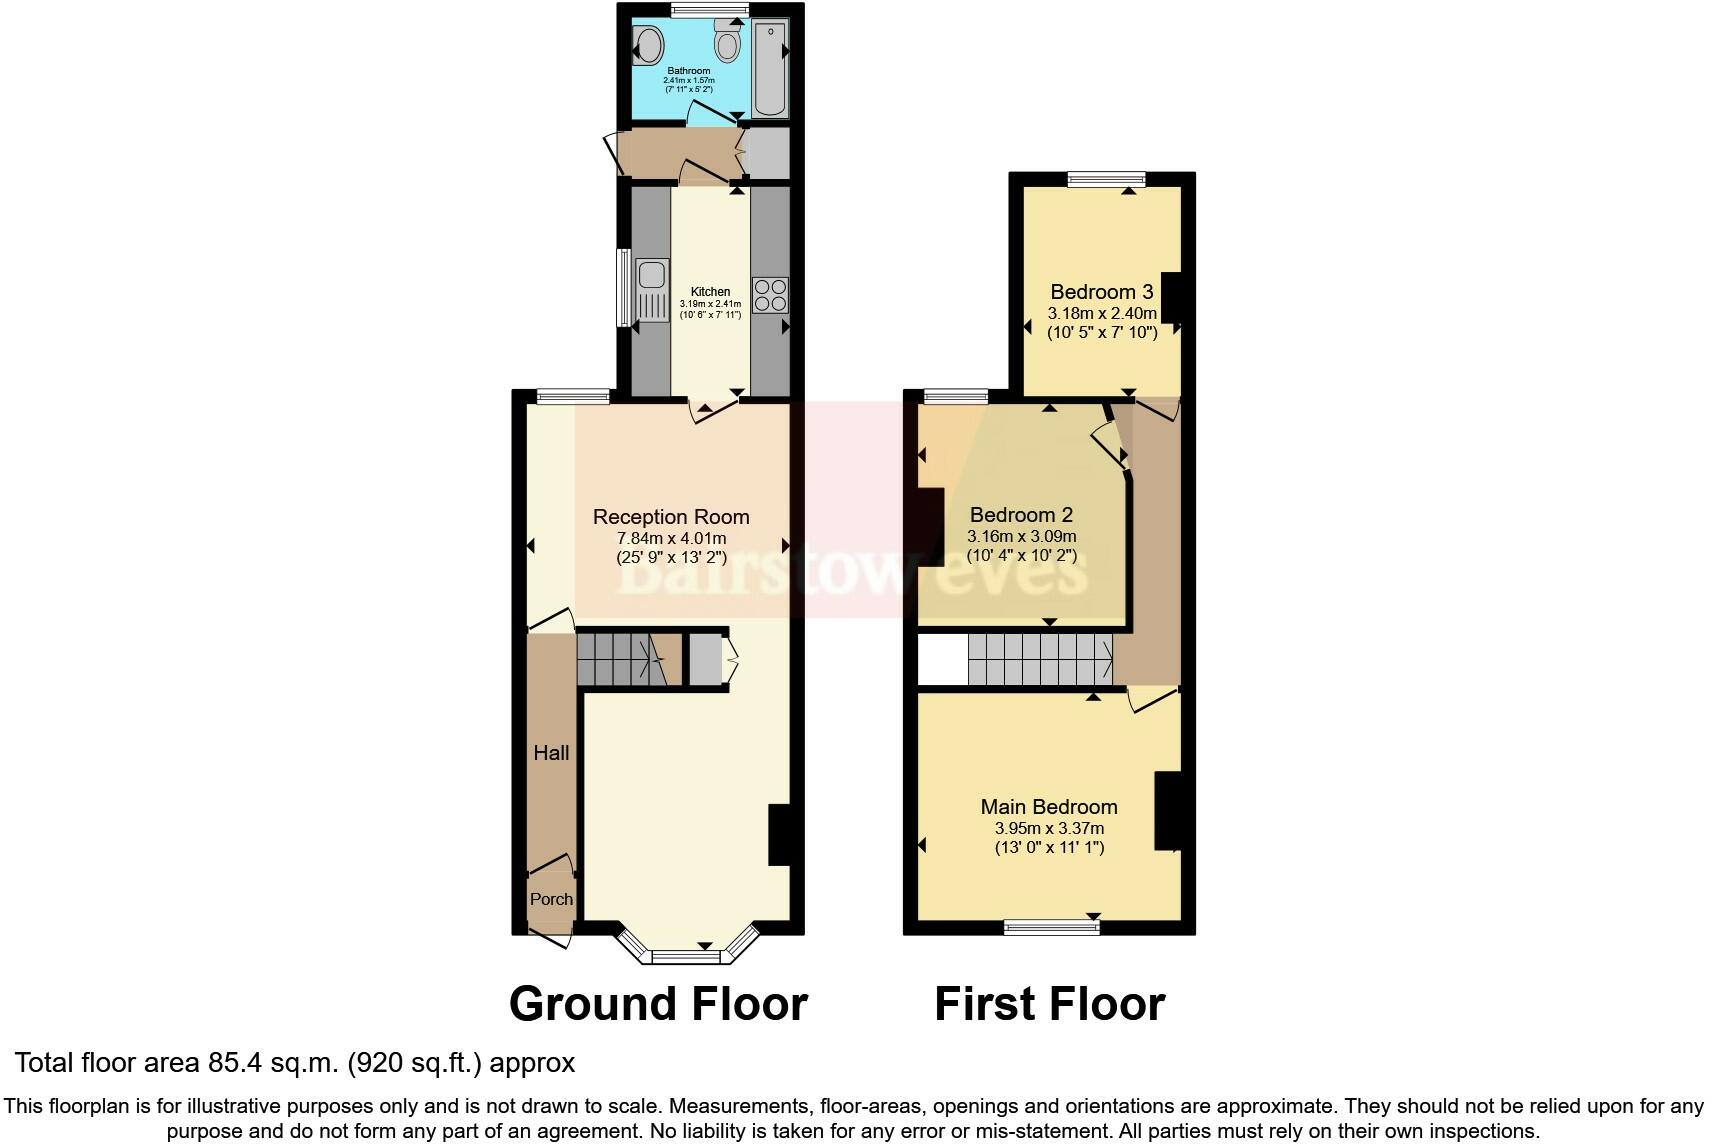 Bathroom
2.41m x 1.57m
(7' 11" x 5' 2")
Kitchen
3.19m x 2.41m
(10' 6" x 7' 11")
Reception Room
7.84m x 4.01m
(25' 9" x 13' 2")
Hall
Porch
Bedroom 3
3.18m x 2.40m
(10' 5" x 7' 10")
Bedroom 2
3.16m x 3.09m
(10' 4" x 10' 2")
Main Bedroom
3.95m x 3.37m
(13' 0" x 11' 1")
Bairstow eves
Ground Floor
First Floor
Total floor area 85.4 sq.m. (920 sq.ft.) approx
This floorplan is for illustrative purposes only and is not drawn to scale. Measurements, floor-areas, openings and orientations are approximate. They should not be relied upon for any
purpose and do not form any part of an agreement. No liability is taken for any error or mis-statement. All parties must rely on their own inspections.